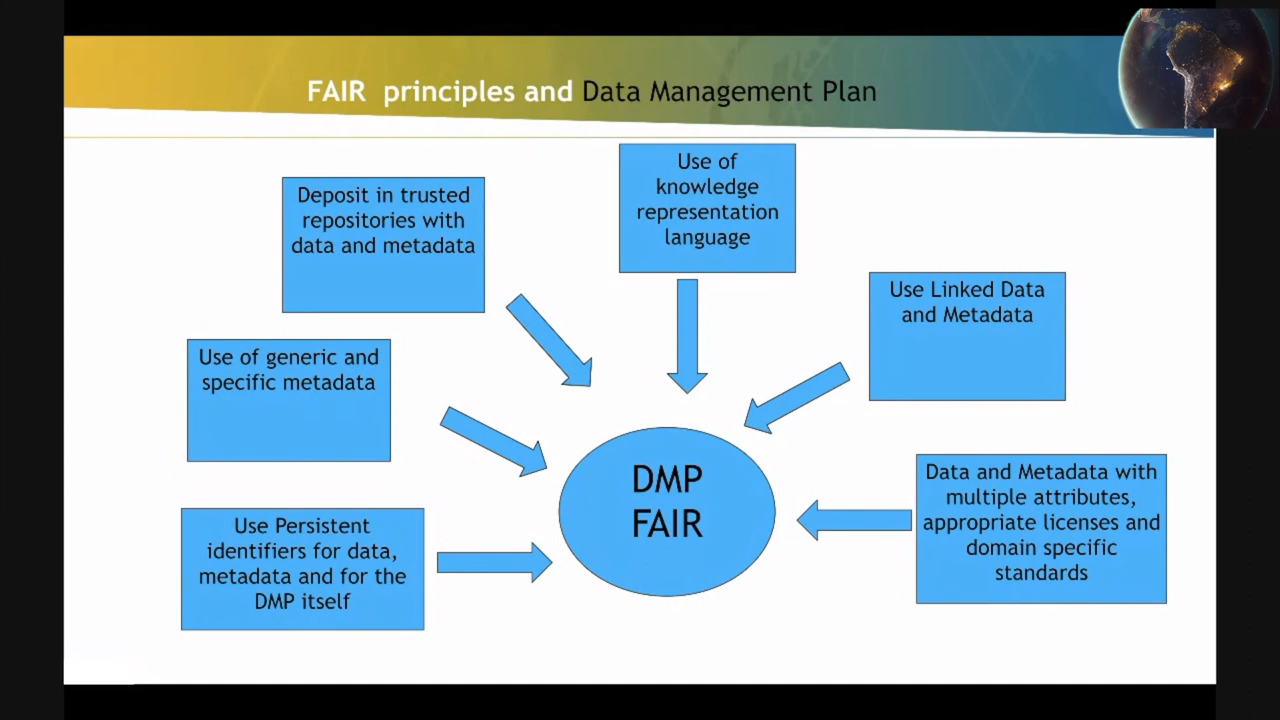 FAIR principles and Data Management Plan
Deposit in trusted
repositories with
data and metadata
Use of
knowledge
representation
language
Use Linked Data
and Metadata
Use of generic and
specific metadata
Data and Metadata with
multiple attributes,
appropriate licenses and
domain specific
standards
Use Persistent
identifiers for data,
metadata and for the
DMP itself
DMP
FAIR